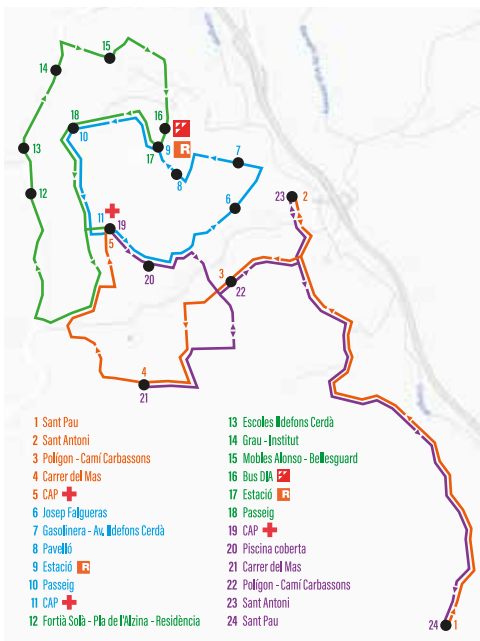 15
14
18
16
10
9
R
17
7
13
8
12
6
23
2
11
19
5
20
3
22
4
21
1 Sant Pau
2 Sant Antoni
3 Polígon - Camí Carbassons
4 Carrer del Mas
5 CAP
6 Josep Falgueras
7 Gasolinera - Av. Ildefons Cerdà
8 Pavelló
9 Estació R
10 Passeig
11 CAP
12 Fortià Solà - Pla de l'Alzina - Residència
13 Escoles Ildefons Cerdà
14 Grau - Institut
15 Mobles Alonso - Bellesguard
16 Bus DIA
17 Estació R
18 Passeig
19 CAP
20 Piscina coberta
21 Carrer del Mas
22 Polígon - Camí Carbassons
23 Sant Antoni
24 Sant Pau
24
1